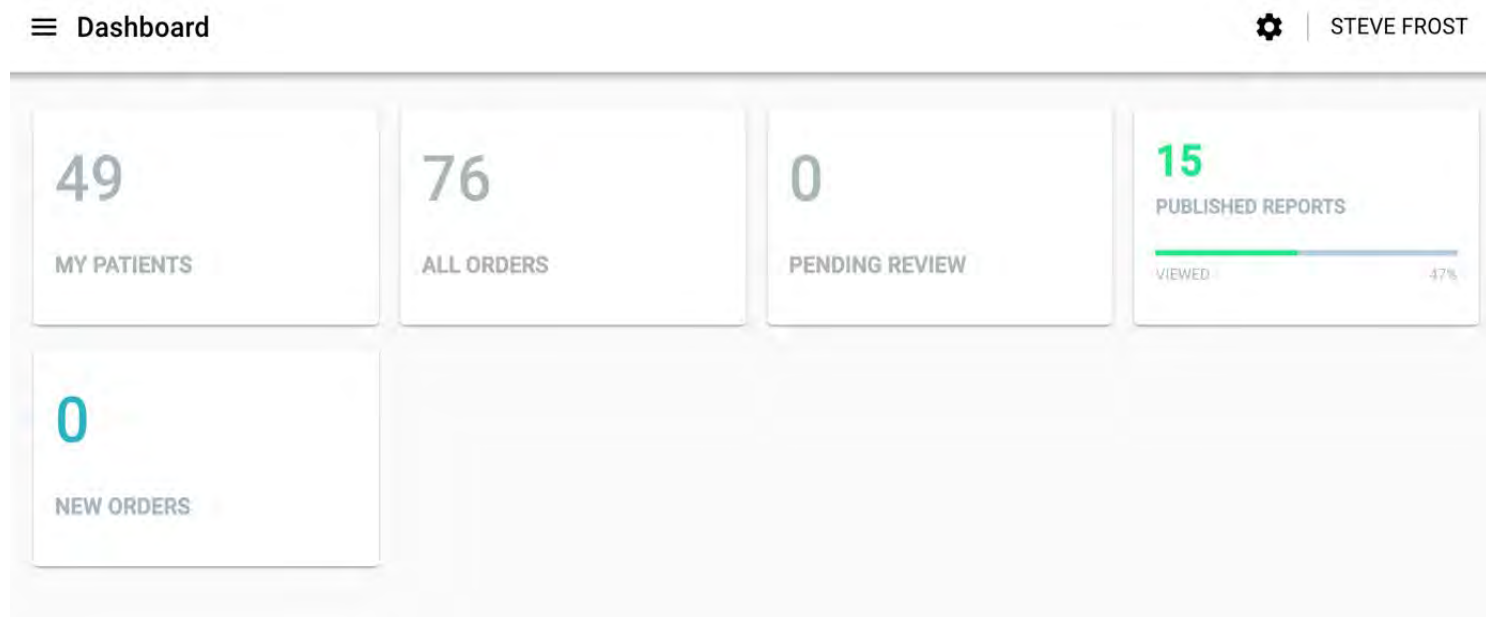 Dashboard
STEVE FROST
49
MY PATIENTS
76
ALL ORDERS
0
PENDING REVIEW
15
PUBLISHED REPORTS
VIEWED 47%
0
NEW ORDERS